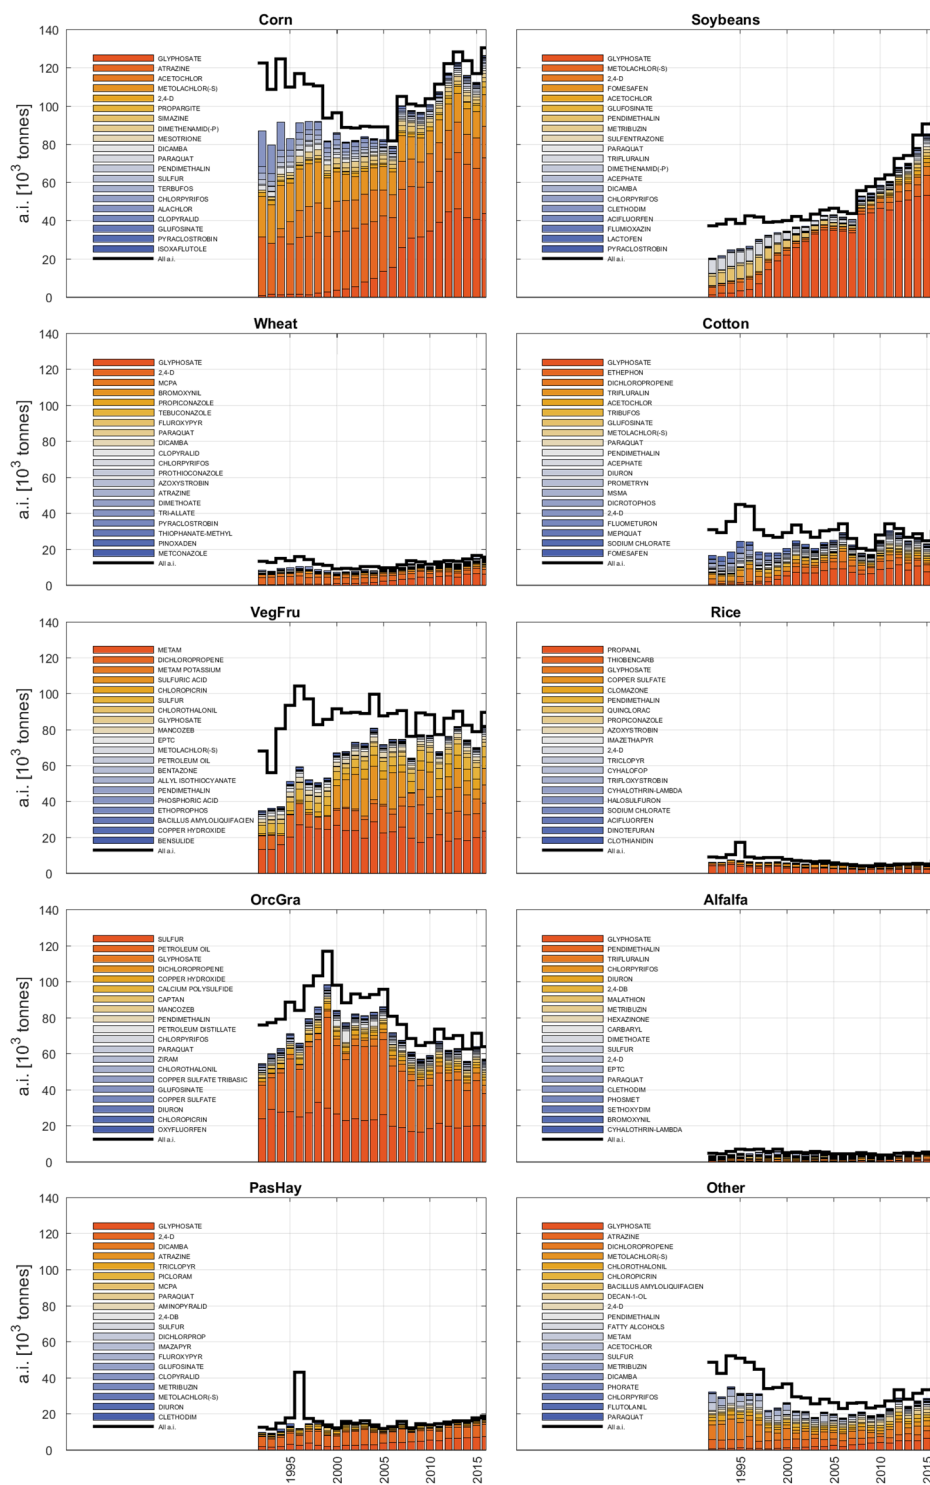 Corn
140
120
100
80
60
40
20
0
a.i. [10³ tonnes]
GLYPHOSATE
ATRAZINE
ACETOCHLOR
METOLACHLOR(-S)
2,4-D
PROPARGITE
SIMAZINE
DIMETHENAMID(-P)
MESOTRIONE
DICAMBA
PARAQUAT
PENDIMETHALIN
SULFUR
TERBUFOS
CHLORPYRIFOS
ALACHLOR
CLOPYRALID
GLUFOSINATE
PYRACLOSTROBIN
ISOXAFLUTOLE
All a.i.
Soybeans
GLYPHOSATE
METOLACHLOR(-S)
2,4-D
FOMESAFEN
ACETOCHLOR
GLUFOSINATE
PENDIMETHALIN
METRIBUZIN
SULFENTRAZONE
PARAQUAT
TRIFLURALIN
DIMETHENAMID(-P)
ACEPHATE
DICAMBA
CHLORPYRIFOS
CLETHODIM
ACIFLUORFEN
FLUMIOXAZIN
LACTOFEN
PYRACLOSTROBIN
All a.i.
Wheat
140
120
100
80
60
40
20
0
a.i. [10³ tonnes]
GLYPHOSATE
2,4-D
MCPA
BROMOXYNIL
PROPICONAZOLE
TEBUCONAZOLE
FLUROXYPYR
PARAQUAT
DICAMBA
CLOPYRALID
CHLORPYRIFOS
PROTHIOCONAZOLE
AZOXYSTROBIN
ATRAZINE
DIMETHOATE
TRI-ALLATE
PYRACLOSTROBIN
THIOPHANATE-METHYL
PINOXADEN
METCONAZOLE
All a.i.
Cotton
GLYPHOSATE
ETHEPHON
DICHLOROPROPENE
TRIFLURALIN
ACETOCHLOR
TRIBUFOS
GLUFOSINATE
METOLACHLOR(-S)
PARAQUAT
PENDIMETHALIN
ACEPHATE
DIURON
PROMETRYN
MSMA
DICROTOPHOS
2,4-D
FLUOMETURON
MEPIQUAT
SODIUM CHLORATE
FOMESAFEN
All a.i.
VegFru
140
120
100
80
60
40
20
0
a.i. [10³ tonnes]
METAM
DICHLOROPROPENE
METAM POTASSIUM
SULFURIC ACID
CHLOROPICRIN
SULFUR
CHLOROTHALONIL
GLYPHOSATE
MANCOZEB
EPTC
METOLACHLOR(-S)
PETROLEUM OIL
BENTAZONE
ALLYL ISOTHIOCYANATE
PENDIMETHALIN
PHOSPHORIC ACID
ETHOPROPHOS
BACILLUS AMYLOLIQUIFACIEN
COPPER HYDROXIDE
BENSULIDE
All a.i.
Rice
PROPANIL
THIOBENCARB
GLYPHOSATE
COPPER SULFATE
CLOMAZONE
PENDIMETHALIN
QUINCLORAC
PROPICONAZOLE
AZOXYSTROBIN
IMAZETHAPYR
2,4-D
TRICLOPYR
CYHALOFOP
TRIFLOXYSTROBIN
CYHALOTHRIN-LAMBDA
HALOSULFURON
SODIUM CHLORATE
ACIFLUORFEN
DINOTEFURAN
CLOTHIANIDIN
All a.i.
OrcGra
140
120
100
80
60
40
20
0
a.i. [10³ tonnes]
SULFUR
PETROLEUM OIL
GLYPHOSATE
DICHLOROPROPENE
COPPER HYDROXIDE
CALCIUM POLYSULFIDE
CAPTAN
MANCOZEB
PENDIMETHALIN
PETROLEUM DISTILLATE
CHLORPYRIFOS
PARAQUAT
ZIRAM
CHLOROTHALONIL
COPPER SULFATE TRIBASIC
GLUFOSINATE
COPPER SULFATE
DIURON
CHLOROPICRIN
OXYFLUORFEN
All a.i.
Alfalfa
GLYPHOSATE
PENDIMETHALIN
TRIFLURALIN
CHLORPYRIFOS
DIURON
2,4-DB
MALATHION
METRIBUZIN
HEXAZINONE
CARBARYL
DIMETHOATE
SULFUR
2,4-D
EPTC
PARAQUAT
CLETHODIM
PHOSMET
SETHOXYDIM
BROMOXYNIL
CYHALOTHRIN-LAMBDA
All a.i.
PasHay
140
120
100
80
60
40
20
0
a.i. [10³ tonnes]
GLYPHOSATE
2,4-D
DICAMBA
ATRAZINE
TRICLOPYR
PICLORAM
MCPA
PARAQUAT
AMINOPYRALID
2,4-DB
SULFUR
DICHLORPROP
IMAZAPYR
FLUROXYPYR
GLUFOSINATE
CLOPYRALID
METRIBUZIN
METOLACHLOR(-S)
DIURON
CLETHODIM
All a.i.
1995
2000
2005
2010
2015
Other
GLYPHOSATE
ATRAZINE
DICHLOROPROPENE
METOLACHLOR(-S)
CHLOROTHALONIL
CHLOROPICRIN
BACILLUS AMYLOLIQUIFACIEN
DECAN-1-OL
2,4-D
PENDIMETHALIN
FATTY ALCOHOLS
METAM
ACETOCHLOR
SULFUR
METRIBUZIN
DICAMBA
PHORATE
CHLORPYRIFOS
FLUTOLANIL
PARAQUAT
All a.i.
1995
2000
2005
2010
2015